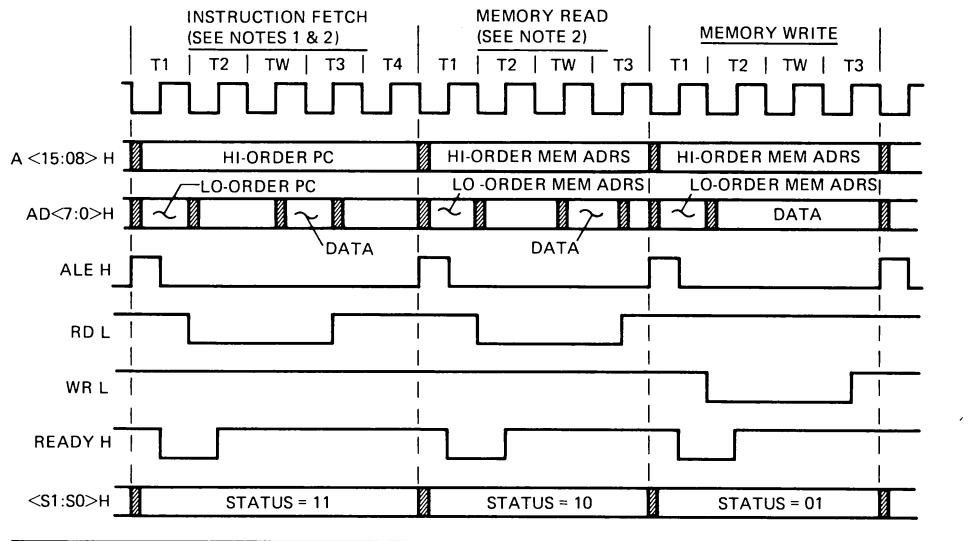 INSTRUCTION FETCH
(SEE NOTES 1 & 2)
MEMORY READ
(SEE NOTE 2)
MEMORY WRITE
T1 | T2 | TW | T3 | T4 | T1 | T2 | TW | T3 | T1 | T2 | TW | T3
A <15:08> H
HI-ORDER PC
HI-ORDER MEM ADRS
HI-ORDER MEM ADRS
LO-ORDER PC
LO-ORDER MEM ADRS
LO-ORDER MEM ADRS
AD<7:0>H
DATA
DATA
DATA
ALE H
RD L
WR L
READY H
<S1:S0>H
STATUS = 11
STATUS = 10
STATUS = 01